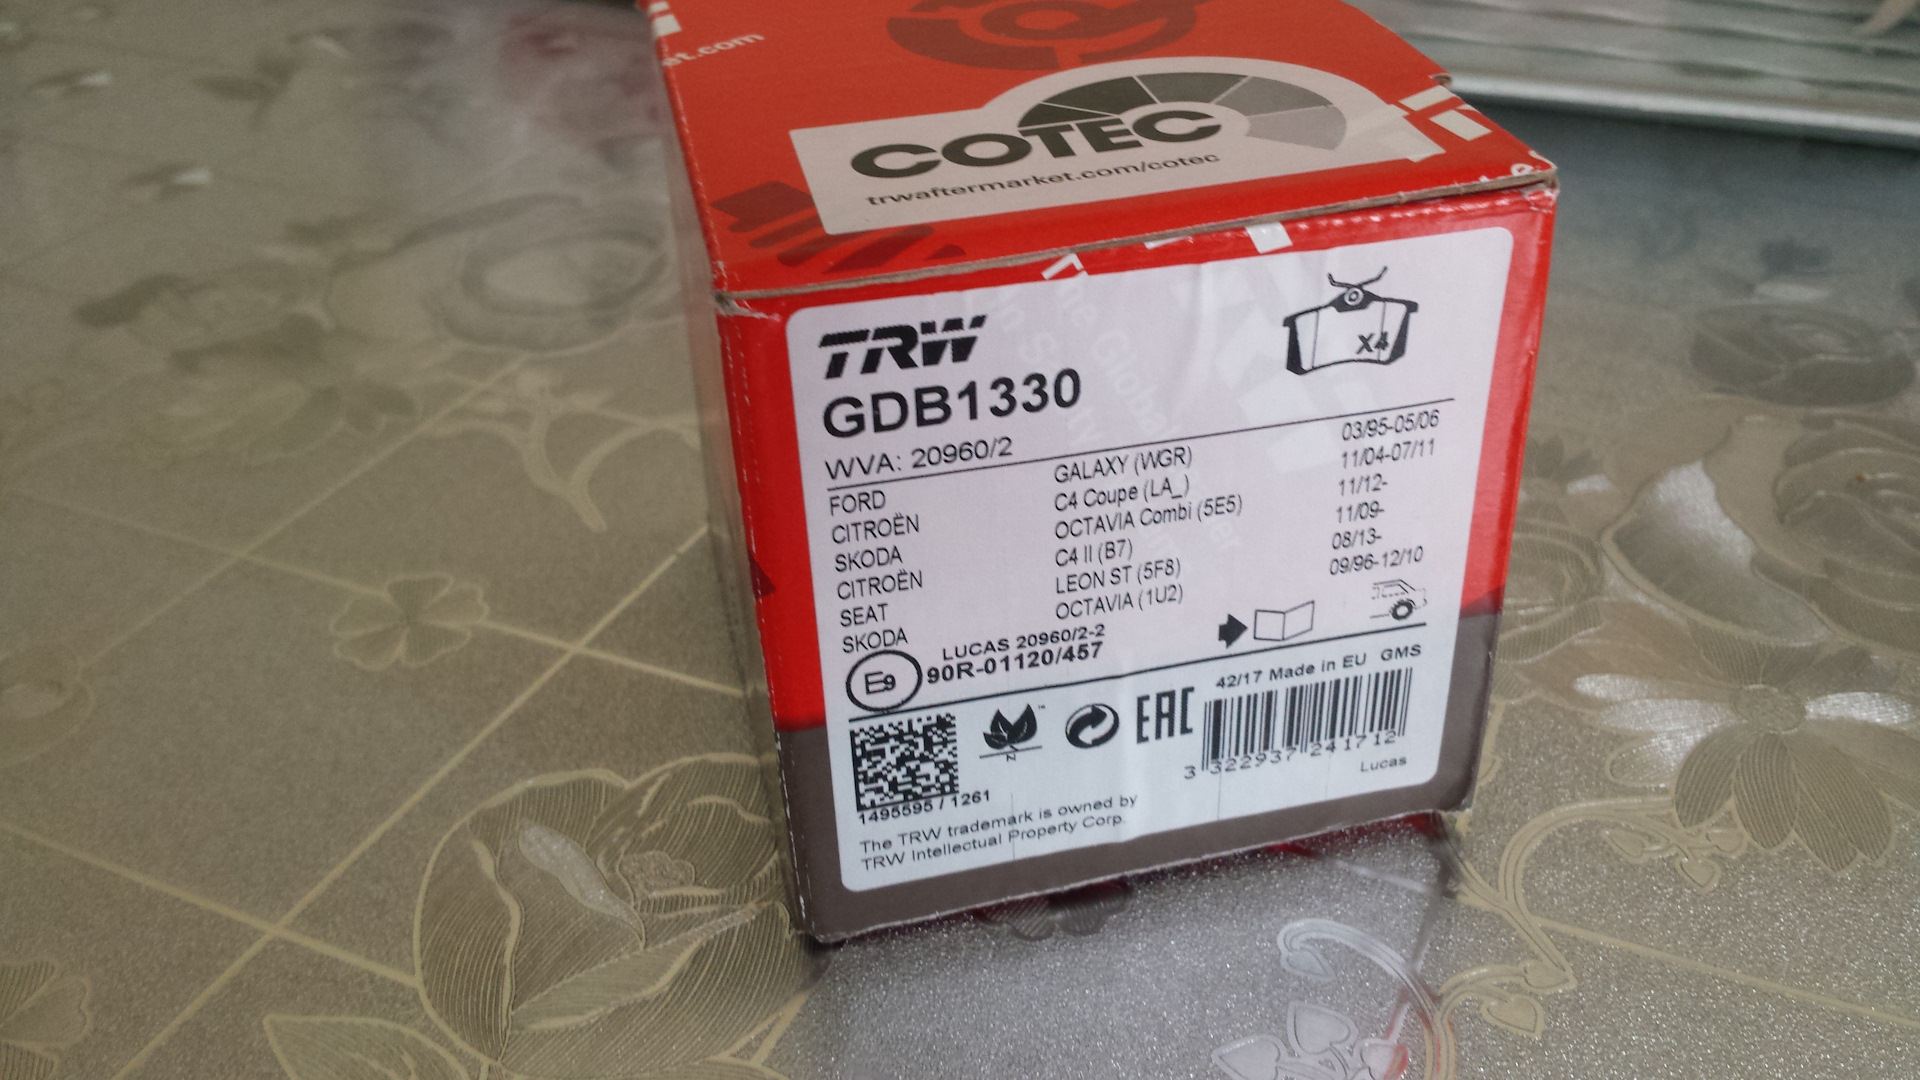 et.com
COTEC
trwaftermarket.com/cotec
TRW
X4
GDB1330
WVA: 20960/2
FORD GALAXY (WGR) 03/95-05/06
CITROËN C4 Coupe (LA_) 11/04-07/11
SKODA OCTAVIA Combi (5E5) 11/12-
CITROËN C4 II (B7) 11/09-
SEAT LEON ST (5F8) 08/13-
SKODA OCTAVIA (1U2) 09/96-12/10
LUCAS 20960/2-2
E9 90R-01120/457
42/17 Made in EU GMS
EAC
N
3 322937 241712
Lucas
1495595 / 1261
The TRW trademark is owned by
TRW Intellectual Property Corp.